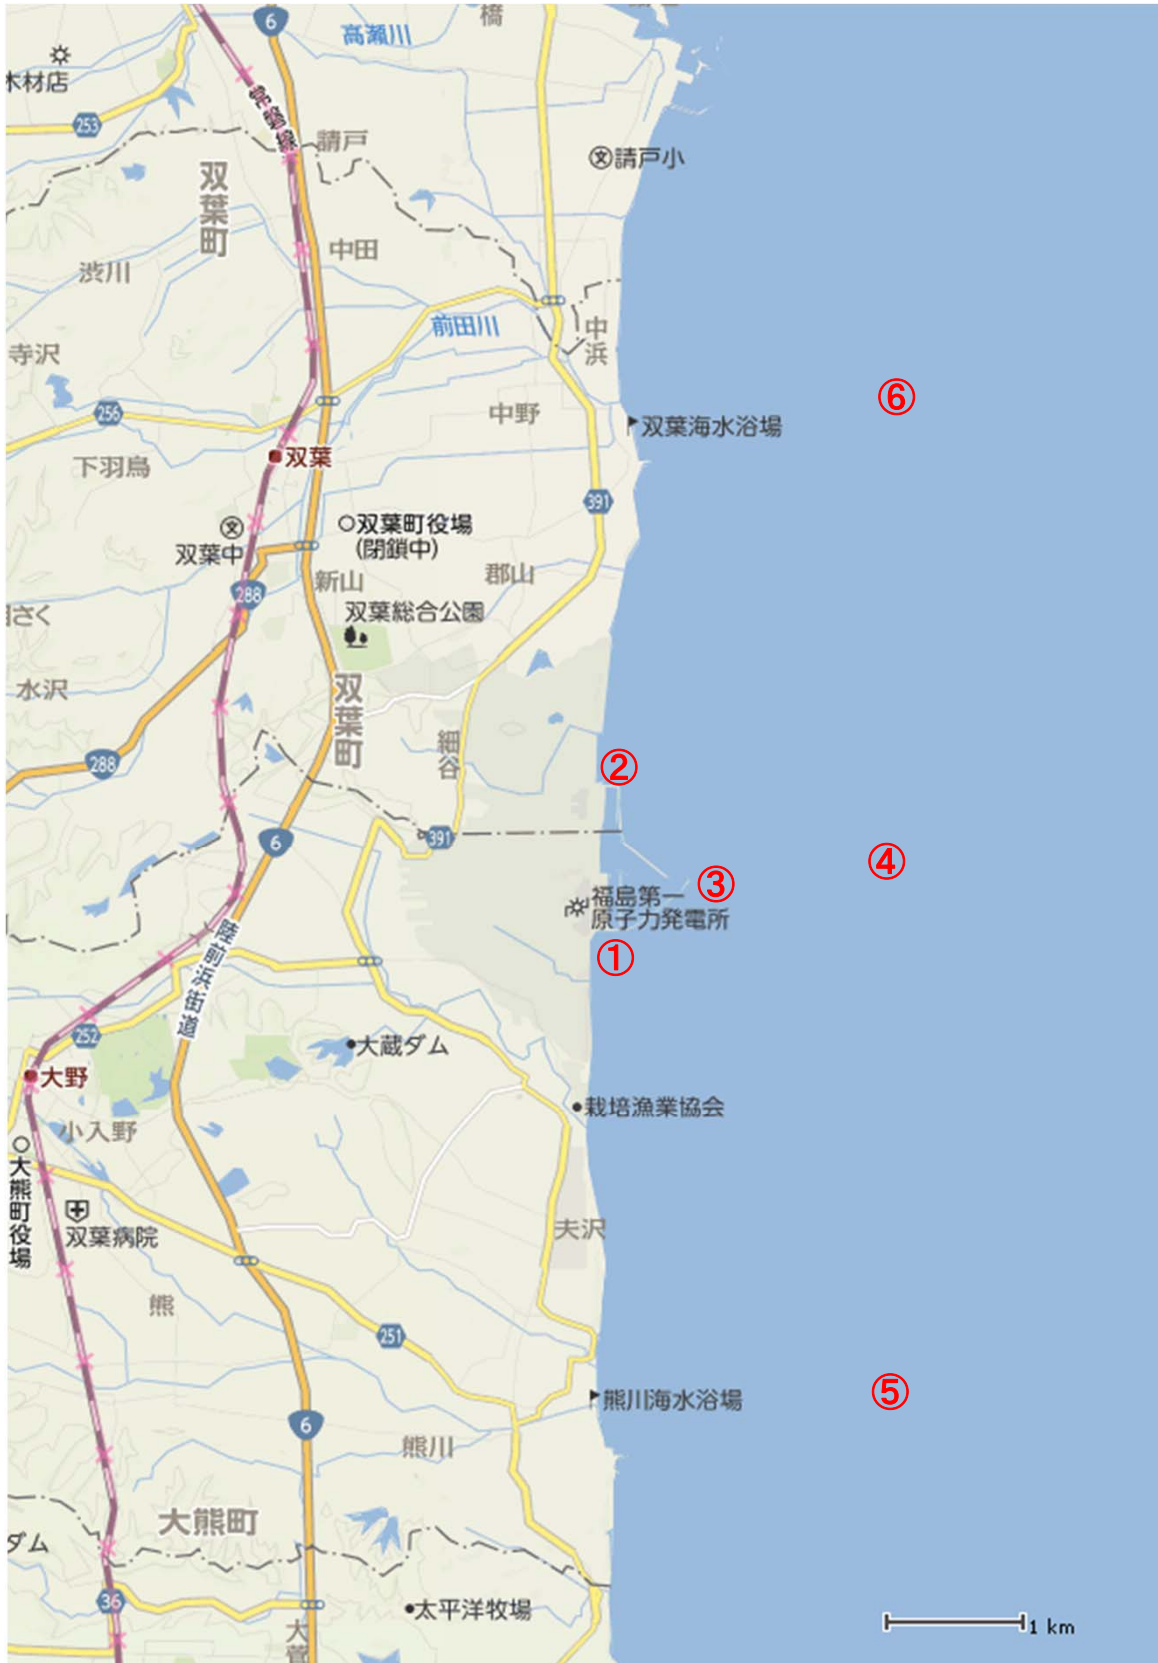 6
橋
高瀬川
木材店
常磐線
253
請戸
請戸小
双葉町
中田
渋川
前田川
中浜
寺沢
⑥
256
中野
双葉海水浴場
双葉
下羽鳥
391
双葉町役場
(閉鎖中)
双葉中
新山
郡山
288
双葉総合公園
水沢
双葉町
細谷
②
288
6
391
④
③
福島第一
原子力発電所
陸前浜街道
①
252
大蔵ダム
大野
栽培漁業協会
小入野
大熊町役場
双葉病院
夫沢
熊
251
⑤
熊川海水浴場
6
熊川
大熊町
ダム
36
太平洋牧場
1 km